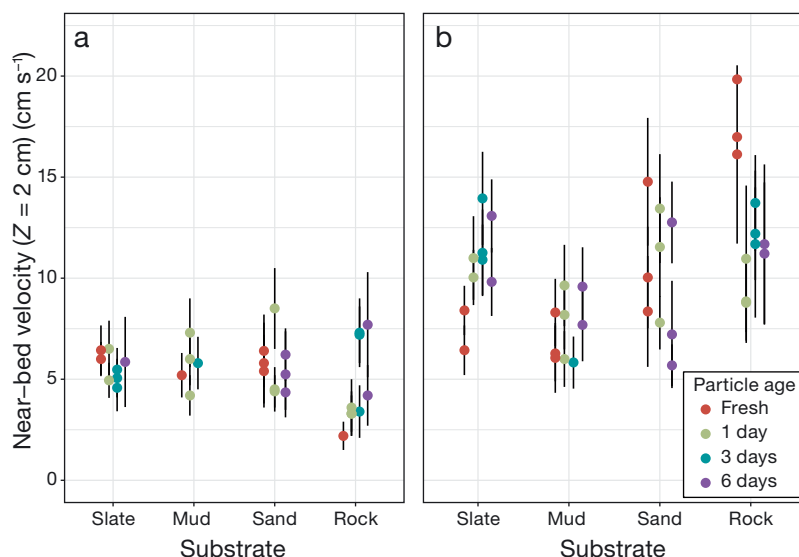 a
b
Near–bed velocity (Z = 2 cm) (cm s⁻¹)
20
15
10
5
0
Slate Mud Sand Rock
Substrate
Slate Mud Sand Rock
Substrate
Particle age
Fresh
1 day
3 days
6 days